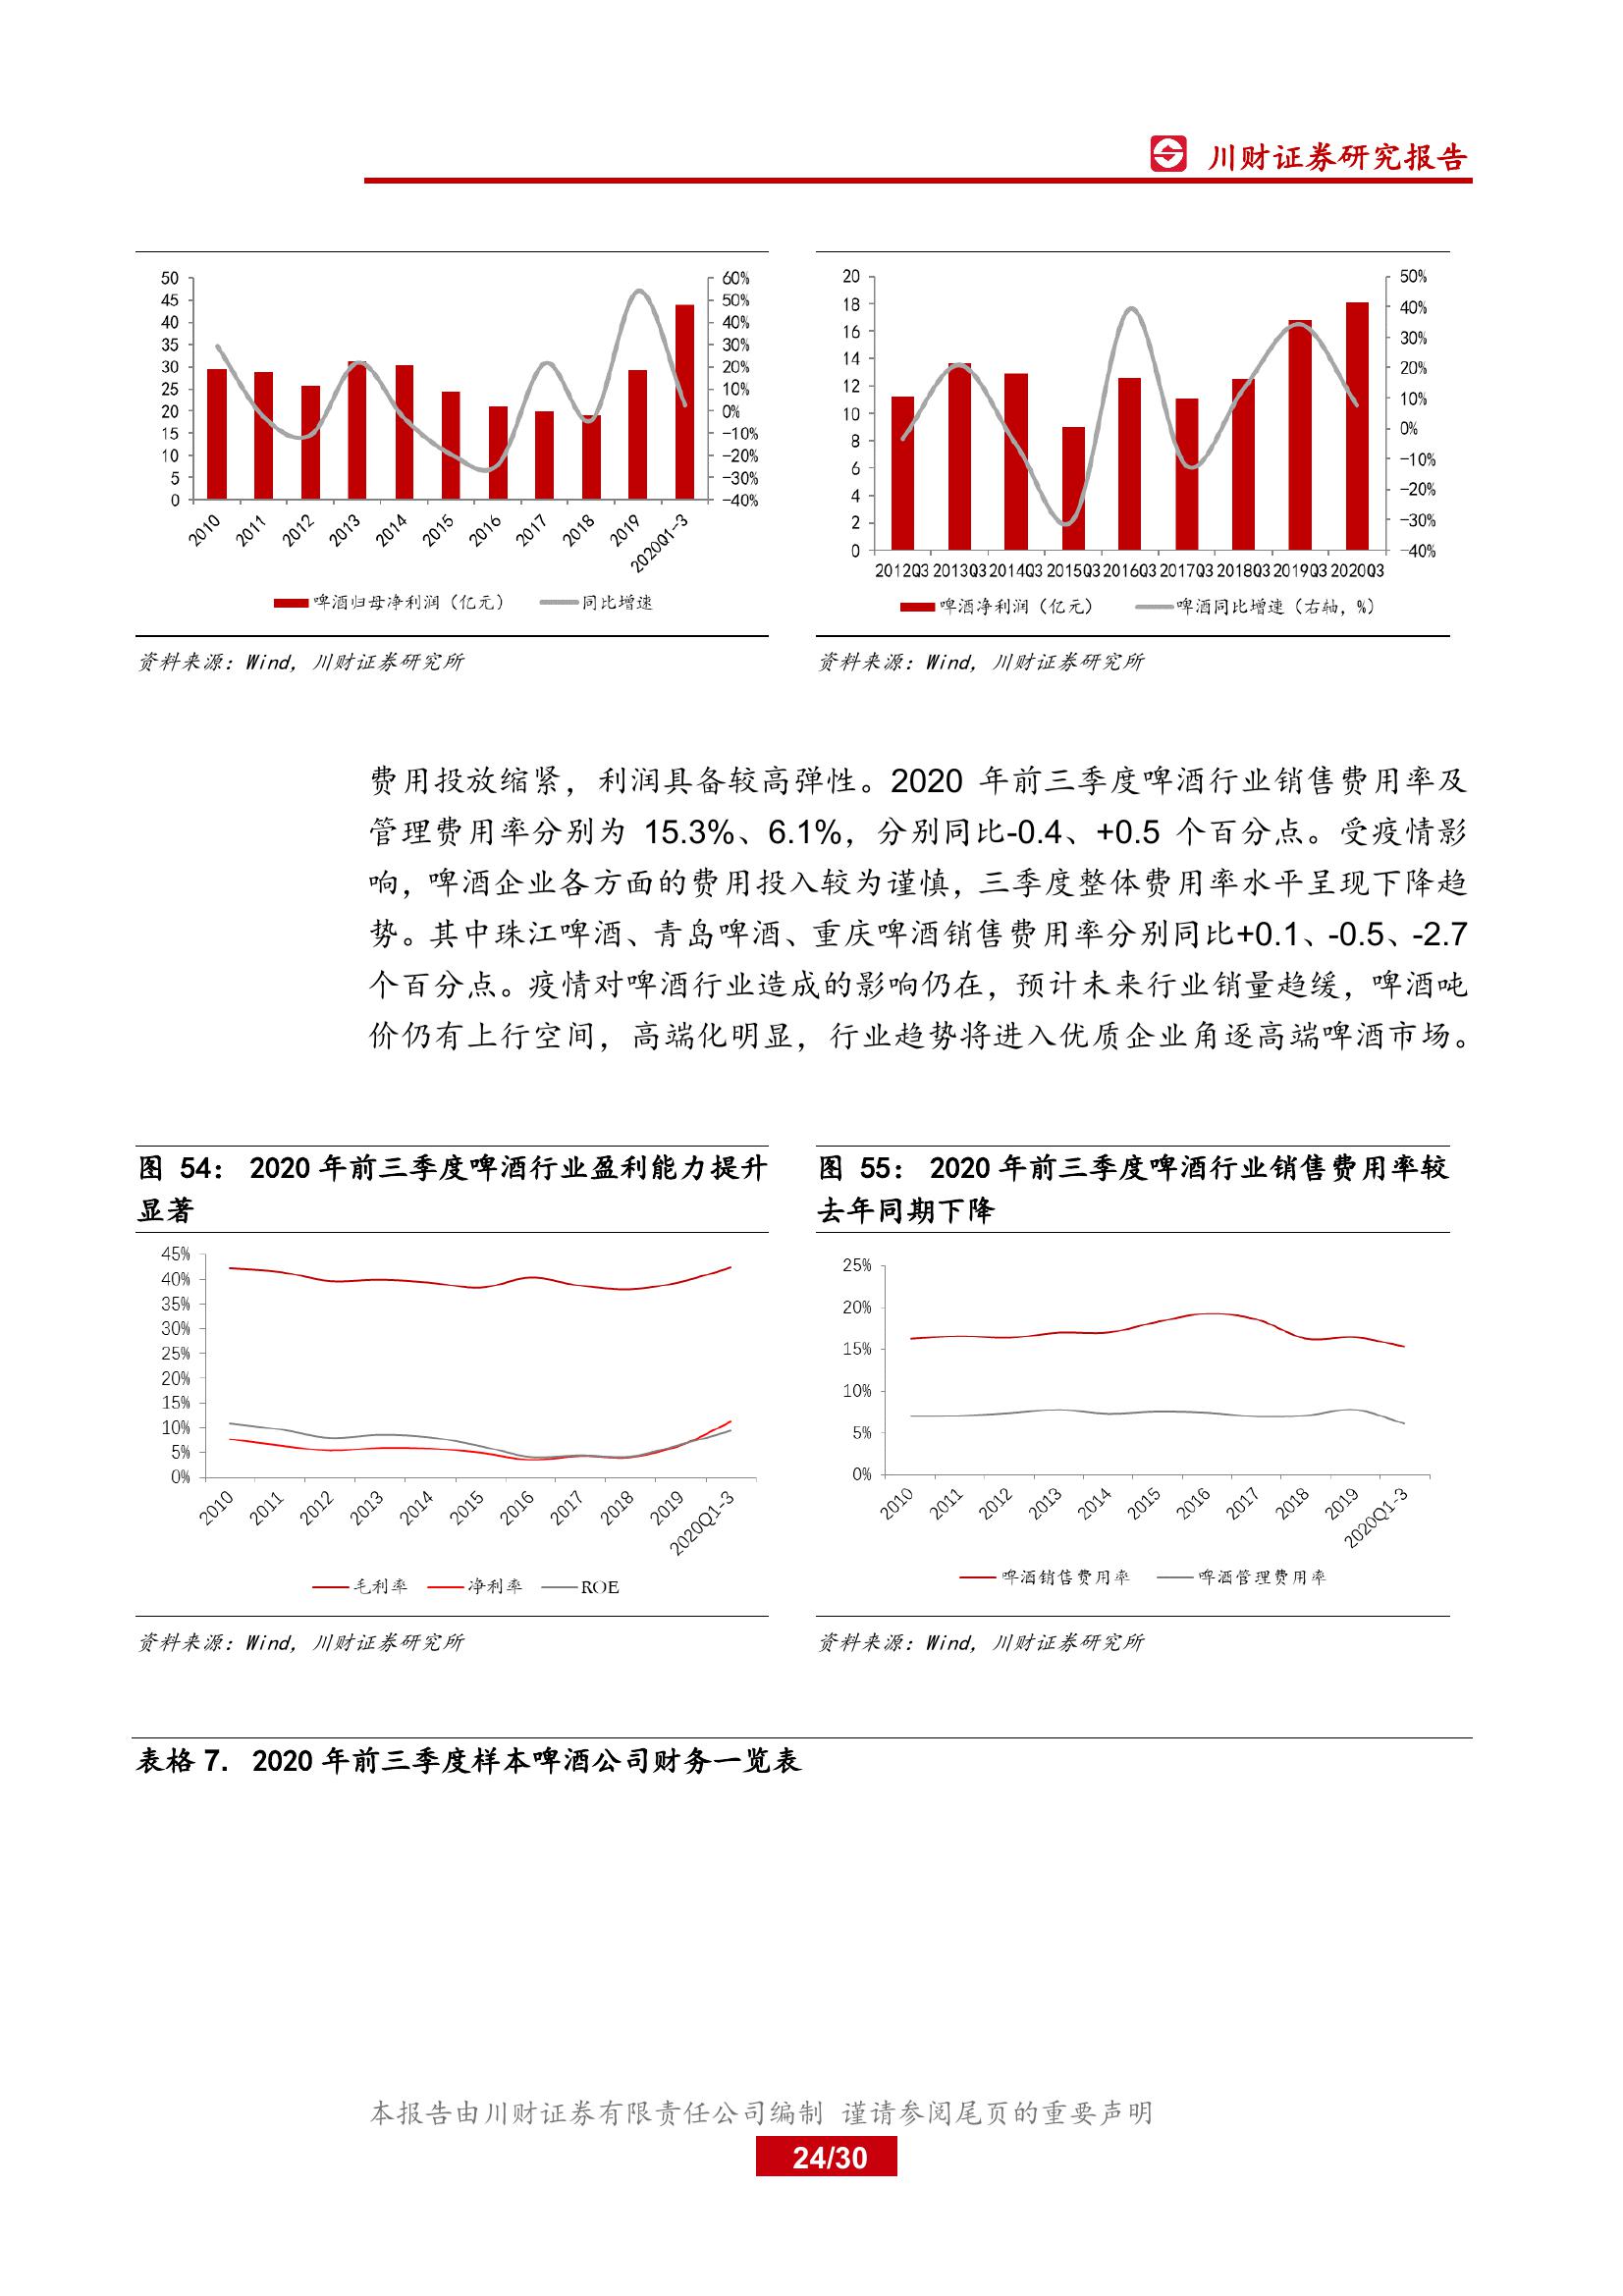 川财证券研究报告
50
45
40
35
30
25
20
15
10
5
0
60%
50%
40%
30%
20%
10%
0%
-10%
-20%
-30%
-40%
2010 2011 2012 2013 2014 2015 2016 2017 2018 2019 2020Q1-3
啤酒归母净利润（亿元） 同比增速
资料来源：Wind，川财证券研究所
20
18
16
14
12
10
8
6
4
2
0
50%
40%
30%
20%
10%
0%
-10%
-20%
-30%
-40%
2012Q3 2013Q3 2014Q3 2015Q3 2016Q3 2017Q3 2018Q3 2019Q3 2020Q3
啤酒净利润（亿元） 啤酒同比增速（右轴，%）
资料来源：Wind，川财证券研究所
费用投放缩紧，利润具备较高弹性。2020 年前三季度啤酒行业销售费用率及
管理费用率分别为 15.3%、6.1%，分别同比-0.4、+0.5 个百分点。受疫情影
响，啤酒企业各方面的费用投入较为谨慎，三季度整体费用率水平呈现下降趋
势。其中珠江啤酒、青岛啤酒、重庆啤酒销售费用率分别同比+0.1、-0.5、-2.7
个百分点。疫情对啤酒行业造成的影响仍在，预计未来行业销量趋缓，啤酒吨
价仍有上行空间，高端化明显，行业趋势将进入优质企业角逐高端啤酒市场。
图 54： 2020 年前三季度啤酒行业盈利能力提升
显著
45%
40%
35%
30%
25%
20%
15%
10%
5%
0%
2010 2011 2012 2013 2014 2015 2016 2017 2018 2019 2020Q1-3
毛利率 净利率 ROE
资料来源：Wind，川财证券研究所
图 55： 2020 年前三季度啤酒行业销售费用率较
去年同期下降
25%
20%
15%
10%
5%
0%
2010 2011 2012 2013 2014 2015 2016 2017 2018 2019 2020Q1-3
啤酒销售费用率 啤酒管理费用率
资料来源：Wind，川财证券研究所
表格 7. 2020 年前三季度样本啤酒公司财务一览表
本报告由川财证券有限责任公司编制 谨请参阅尾页的重要声明
24/30